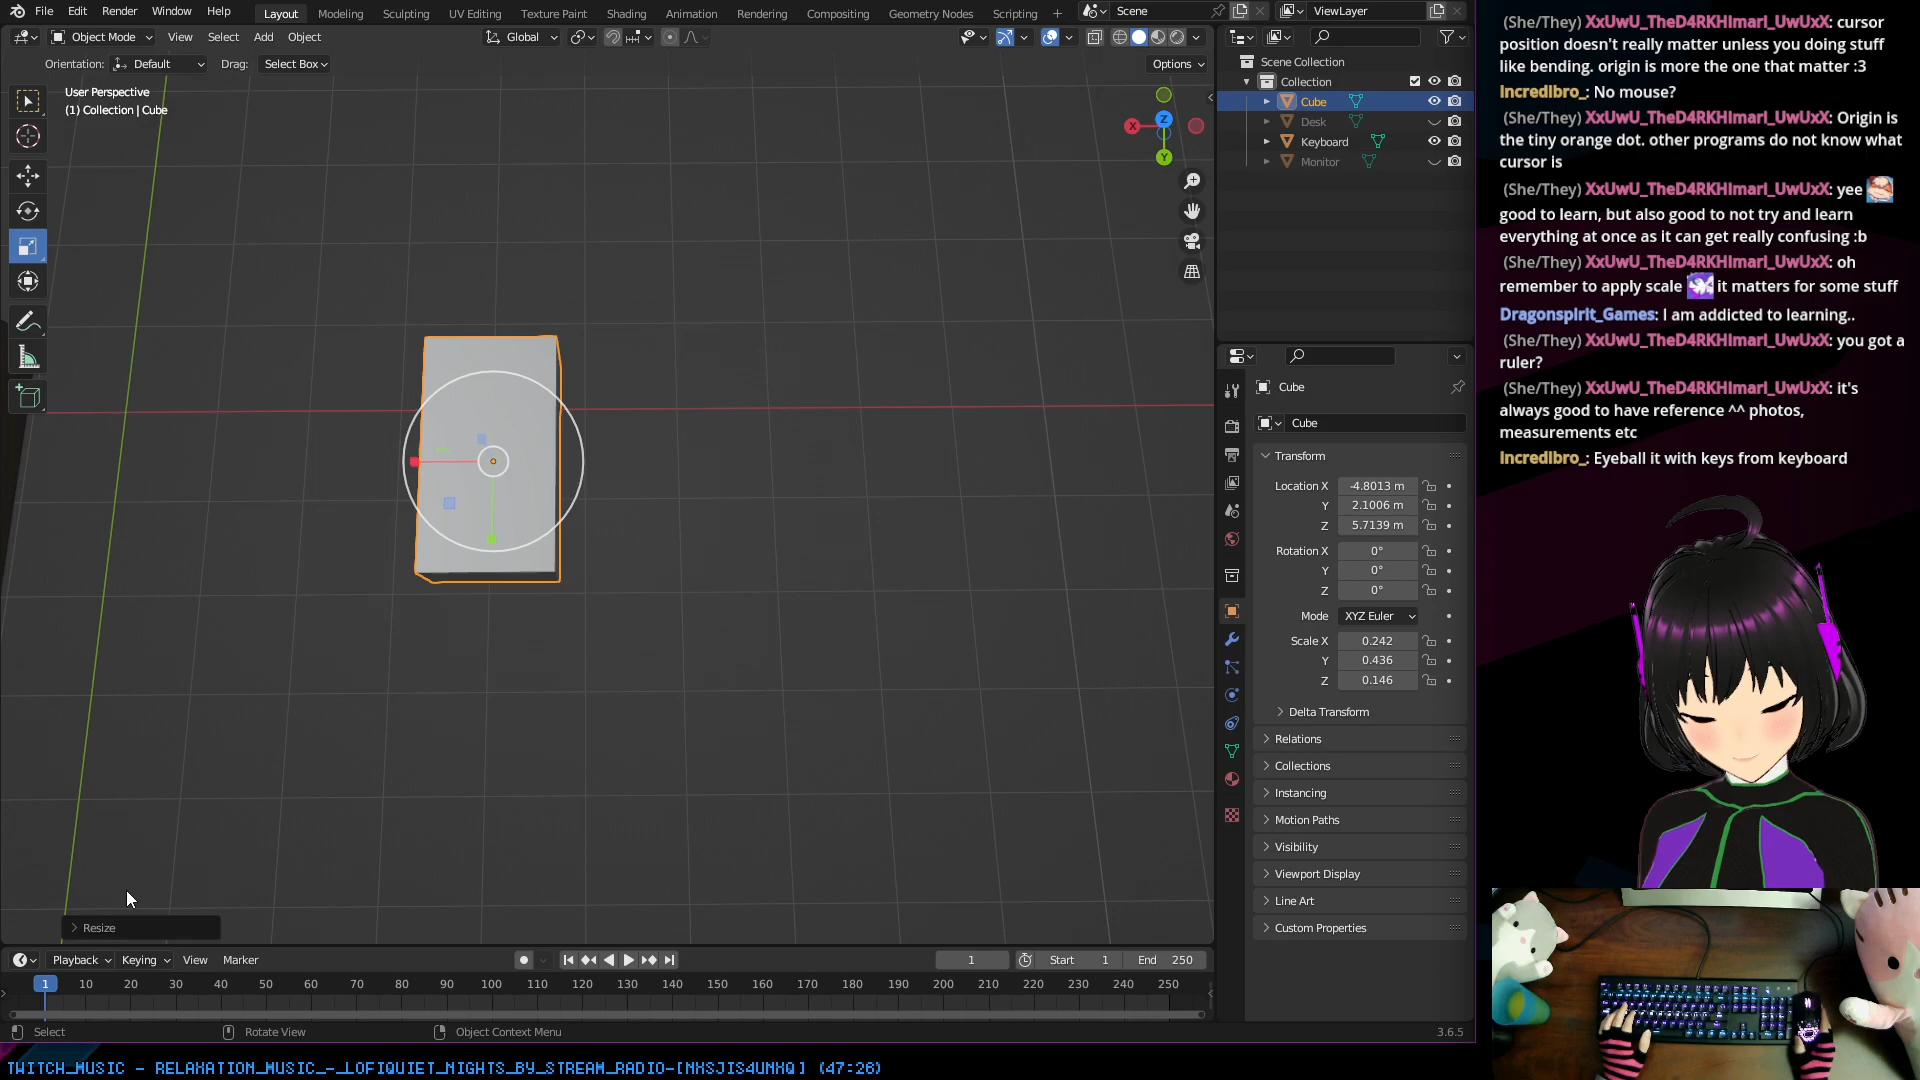 File Edit Render Window Help Layout Modeling Sculpting UV Editing Texture Paint Shading Animation Rendering Compositing Geometry Nodes Scripting + Scene ViewLayer
Object Mode View Select Add Object Global
Orientation: Default Drag: Select Box Options
User Perspective
(1) Collection | Cube
X
Z
Y
Resize
Scene Collection
Collection
Cube
Desk
Keyboard
Monitor
Cube
Cube
Transform
Location X -4.8013 m
Y 2.1006 m
Z 5.7139 m
Rotation X 0°
Y 0°
Z 0°
Mode XYZ Euler
Scale X 0.242
Y 0.436
Z 0.146
Delta Transform
Relations
Collections
Instancing
Motion Paths
Visibility
Viewport Display
Line Art
Custom Properties
Playback Keying View Marker 1 Start 1 End 250
1 10 20 30 40 50 60 70 80 90 100 110 120 130 140 150 160 170 180 190 200 210 220 230 240 250
Select Rotate View Object Context Menu 3.6.5
(She/They) XxUwU_TheD4RKHImarI_UwUxX: cursor
position doesn't really matter unless you doing stuff
like bending. origin is more the one that matter :3
IncredIbro_: No mouse?
(She/They) XxUwU_TheD4RKHImarI_UwUxX: Origin is
the tiny orange dot. other programs do not know what
cursor is
(She/They) XxUwU_TheD4RKHImarI_UwUxX: yee
good to learn, but also good to not try and learn
everything at once as it can get really confusing :b
(She/They) XxUwU_TheD4RKHImarI_UwUxX: oh
remember to apply scale it matters for some stuff
DragonspIrIt_Games: I am addicted to learning..
(She/They) XxUwU_TheD4RKHImarI_UwUxX: you got a
ruler?
(She/They) XxUwU_TheD4RKHImarI_UwUxX: it's
always good to have reference ^^ photos,
measurements etc
IncredIbro_: Eyeball it with keys from keyboard
TWITCH_MUSIC - RELAXATION_MUSIC_-_LOFIQUIET_NIGHTS_BY_STREAM_RADIO-[NXSJIS4UNXQ] (47:26)